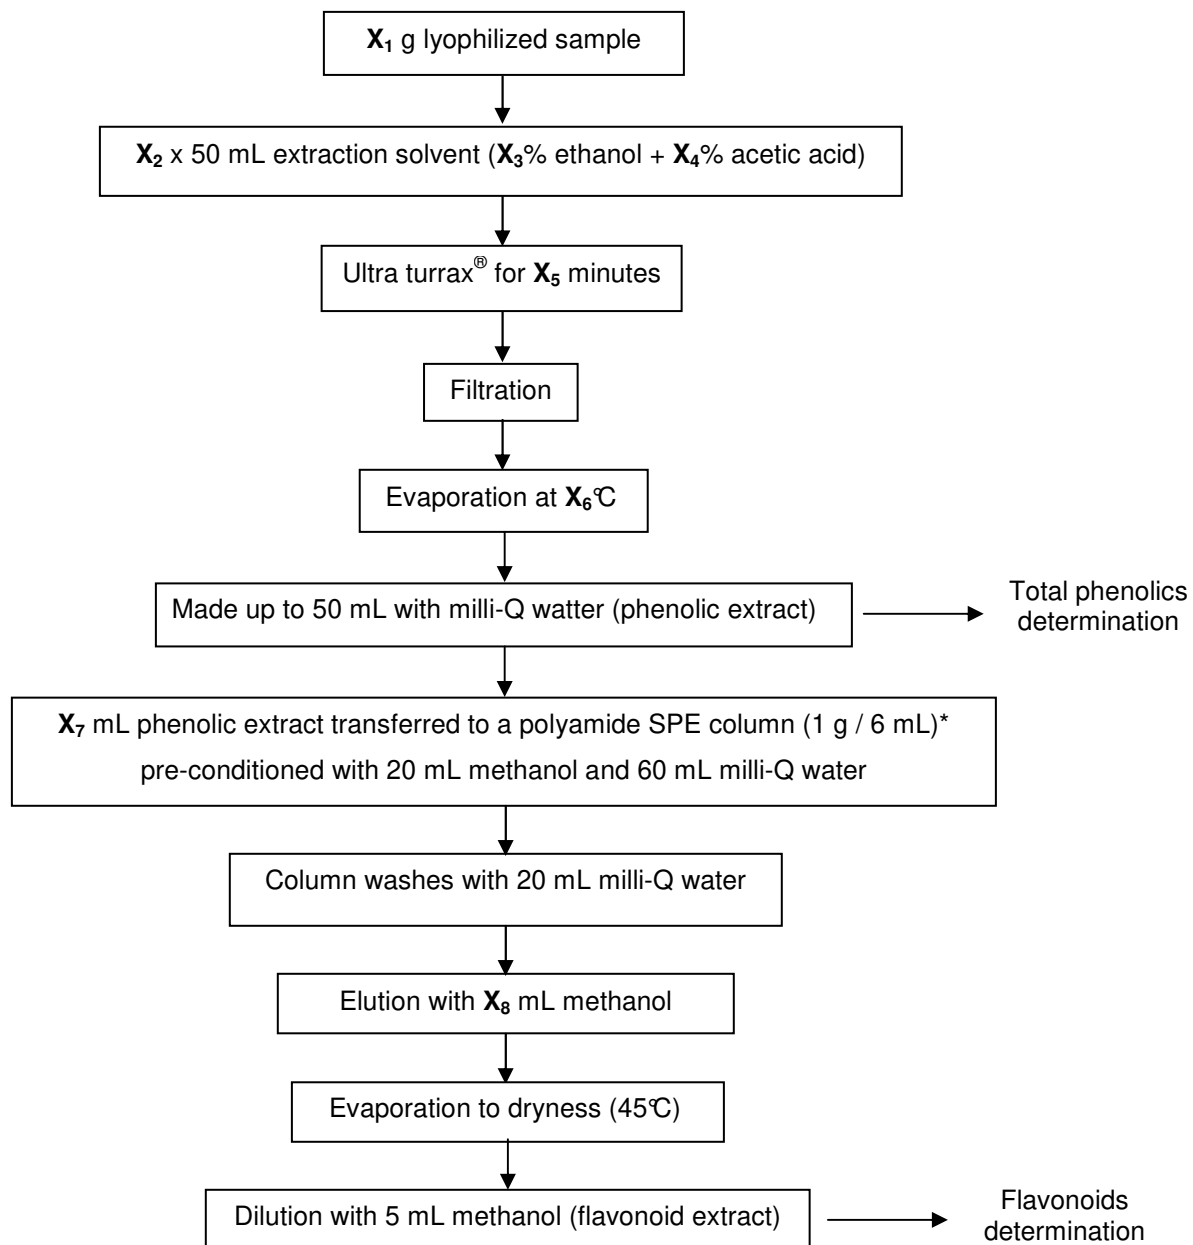 X₁ g lyophilized sample
X₂ x 50 mL extraction solvent (X₃% ethanol + X₄% acetic acid)
Ultra turrax® for X₅ minutes
Filtration
Evaporation at X₆℃
Made up to 50 mL with milli-Q watter (phenolic extract)
Total phenolics
determination
X₇ mL phenolic extract transferred to a polyamide SPE column (1 g / 6 mL)*
pre-conditioned with 20 mL methanol and 60 mL milli-Q water
Column washes with 20 mL milli-Q water
Elution with X₈ mL methanol
Evaporation to dryness (45℃)
Dilution with 5 mL methanol (flavonoid extract)
Flavonoids
determination